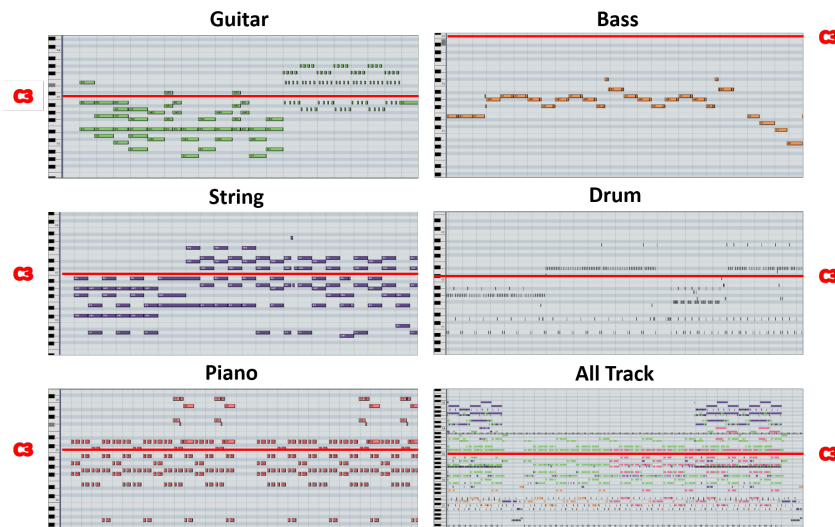 Guitar
Bass
C3
C3
String
Drum
C3
C3
Piano
All Track
C3
C3